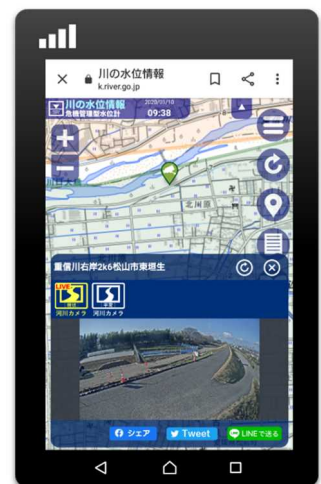 川の水位情報
k.river.go.jp
川の水位情報
危機管理型水位計
2020/01/10
09:38
北川原
重信川右岸2k6松山市東垣生
LIVE
河川カメラ
河川カメラ
シェア
Tweet
LINEで送る